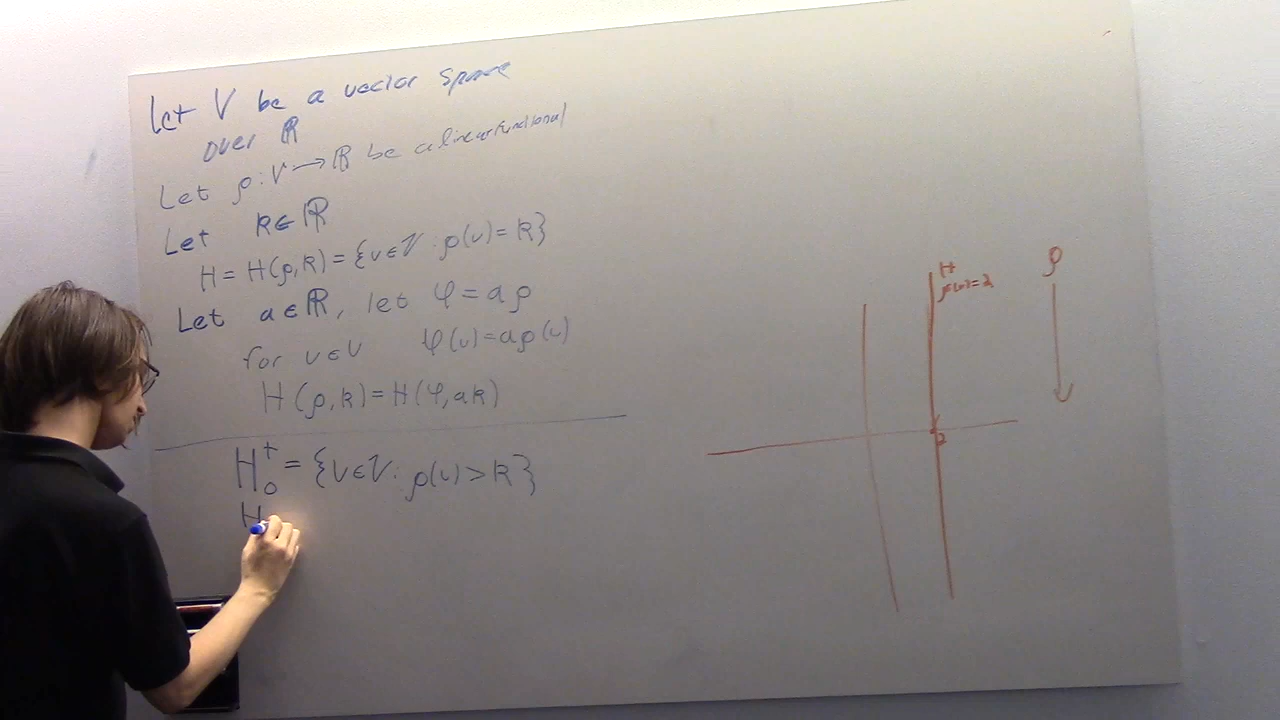 Let V be a vector space
over ℝ
Let ρ: V → ℝ be a linear functional
Let k ∈ ℝ
H = H(ρ, k) = {v ∈ V : ρ(v) = k}
Let a ∈ ℝ, let φ = aρ
for v ∈ V φ(v) = aρ(v)
H(ρ, k) = H(φ, ak)
H₀⁺ = {v ∈ V : ρ(v) > k}
H
H
ρ(v) = 2
2
ρ